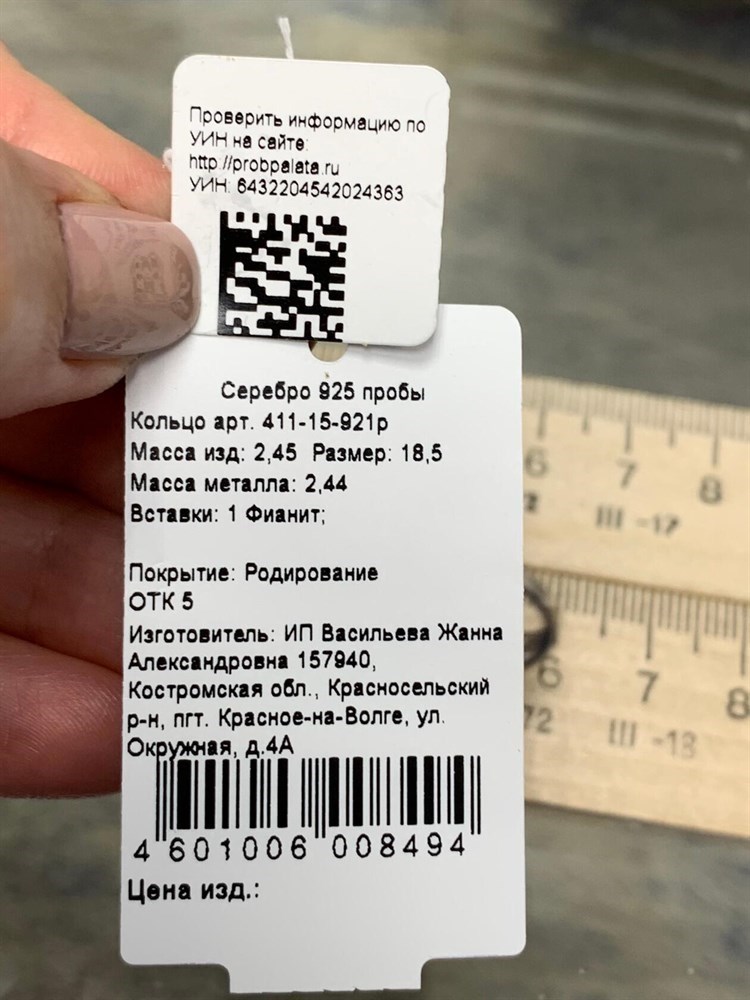 Проверить информацию по
УИН на сайте:
http://probpalata.ru
УИН: 6432204542024363
Серебро 925 пробы
Кольцо арт. 411-15-921р
Масса изд: 2,45 Размер: 18,5
Масса металла: 2,44
Вставки: 1 Фианит;
Покрытие: Родирование
ОТК 5
Изготовитель: ИП Васильева Жанна
Александровна 157940,
Костромская обл., Красносельский
р-н, пгт. Красное-на-Волге, ул.
Окружная, д.4А
4 601006 008494
Цена изд.:
6 7 8
III -17
6 7 8
72 III -18